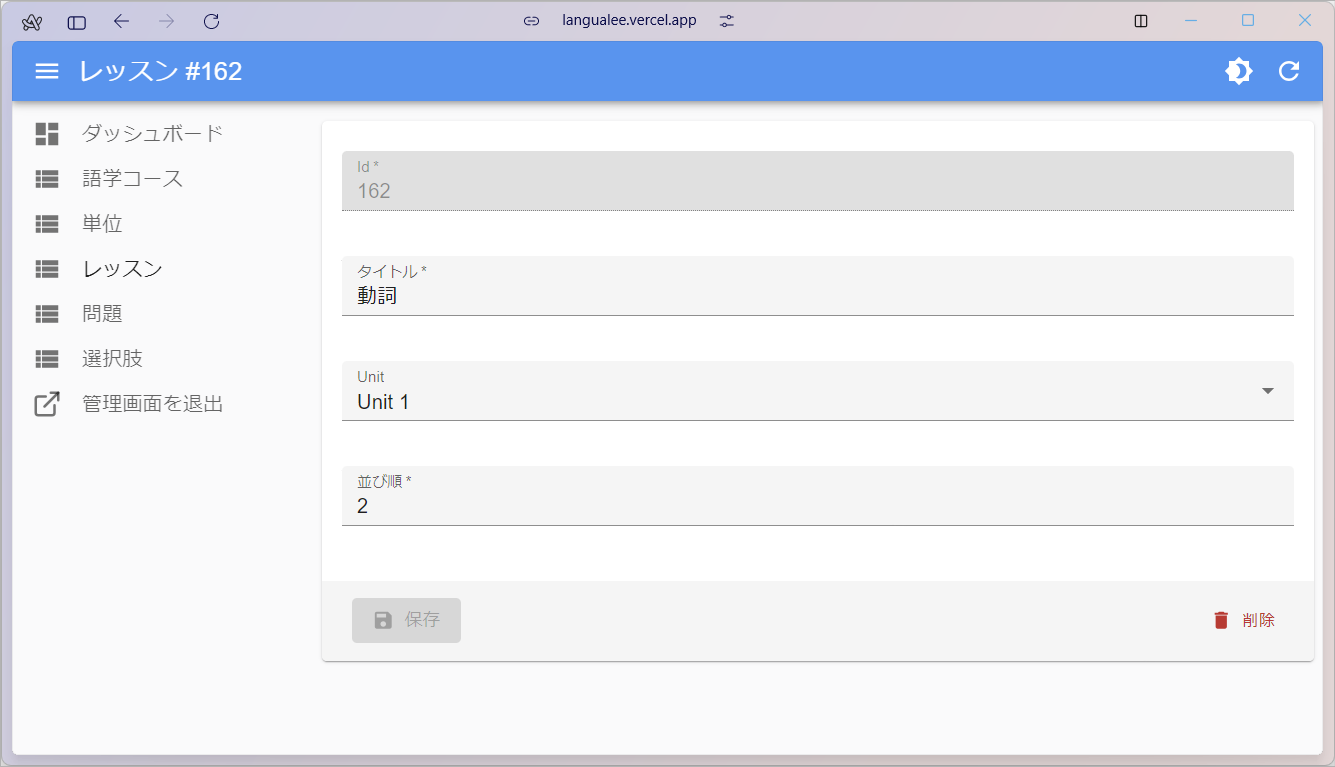 langualee.vercel.app
レッスン #162
ダッシュボード
語学コース
単位
レッスン
問題
選択肢
管理画面を退出
Id *
162
タイトル *
動詞
Unit
Unit 1
並び順 *
2
保存
削除